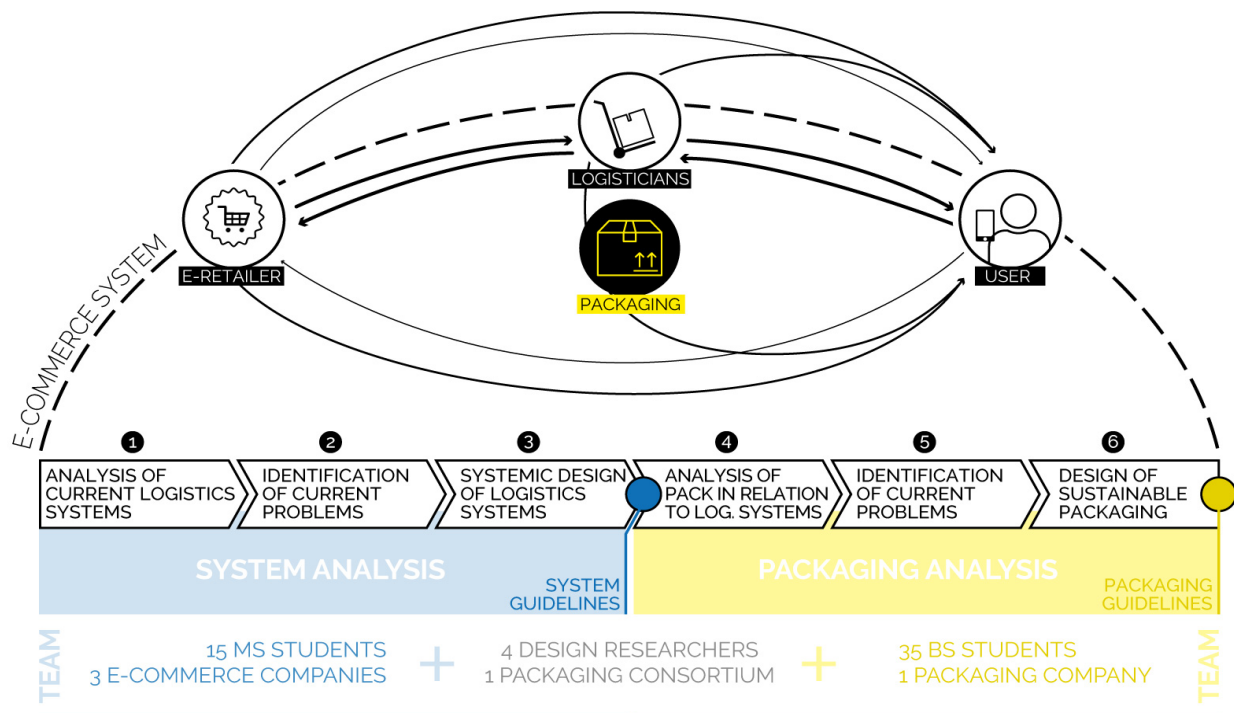 E-COMMERCE SYSTEM
LOGISTICIANS
E-RETAILER
PACKAGING
USER
1
ANALYSIS OF
CURRENT LOGISTICS
SYSTEMS
2
IDENTIFICATION
OF CURRENT
PROBLEMS
3
SYSTEMIC DESIGN
OF LOGISTICS
SYSTEMS
4
ANALYSIS OF
PACK IN RELATION
TO LOG. SYSTEMS
5
IDENTIFICATION
OF CURRENT
PROBLEMS
6
DESIGN OF
SUSTAINABLE
PACKAGING
SYSTEM ANALYSIS
SYSTEM
GUIDELINES
PACKAGING ANALYSIS
PACKAGING
GUIDELINES
TEAM
15 MS STUDENTS
3 E-COMMERCE COMPANIES
+
4 DESIGN RESEARCHERS
1 PACKAGING CONSORTIUM
+
35 BS STUDENTS
1 PACKAGING COMPANY
TEAM